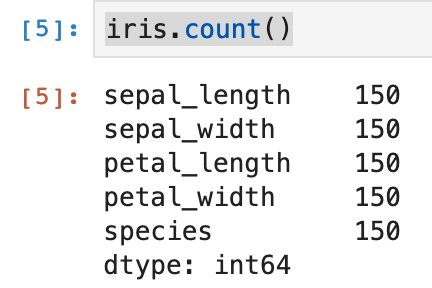 [5]: iris.count()
[5]: sepal_length 150
sepal_width 150
petal_length 150
petal_width 150
species 150
dtype: int64